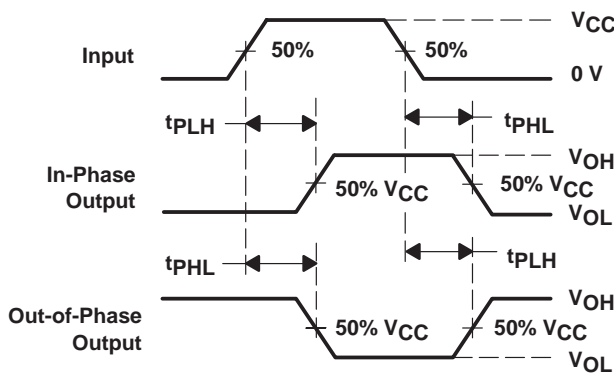 VCC
Input
50%
50%
0 V
tPLH
tPHL
In-Phase
Output
VOH
50% VCC
50% VCC
VOL
tPHL
tPLH
Out-of-Phase
Output
VOH
50% VCC
50% VCC
VOL